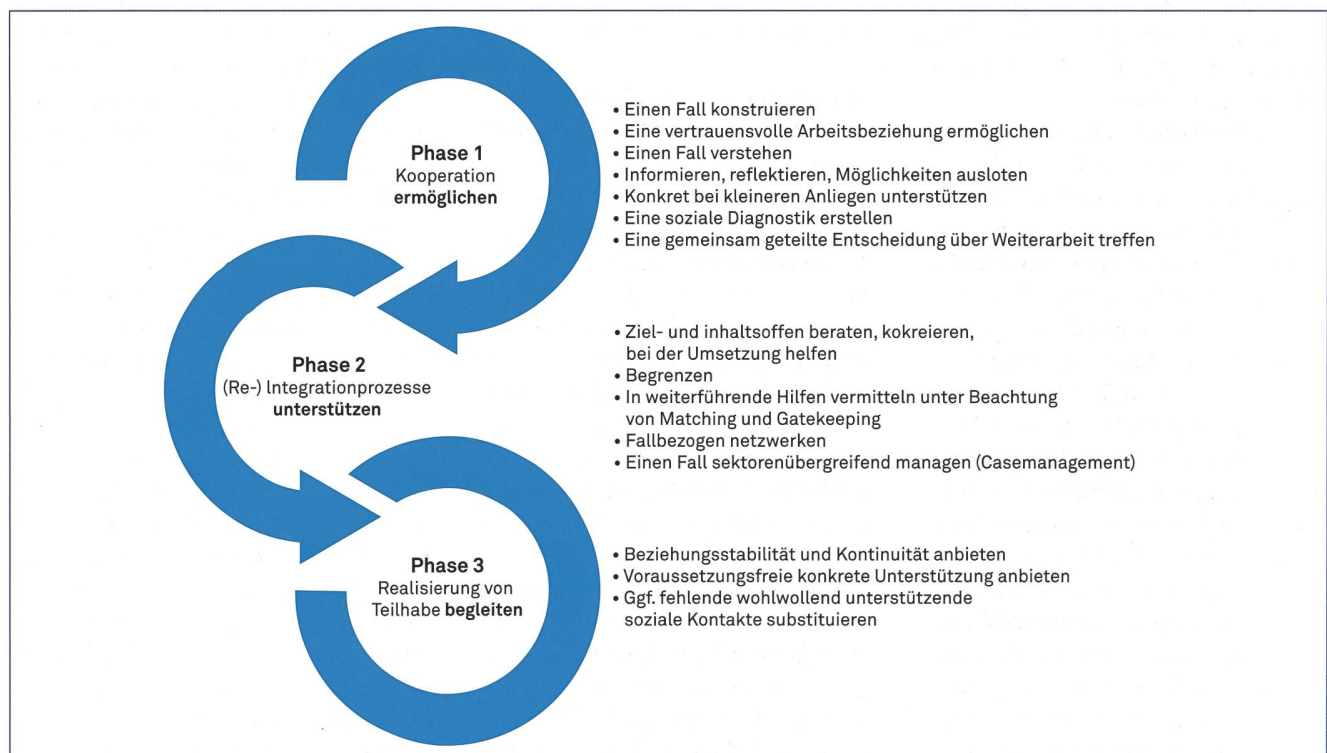 Phase 1
Kooperation
ermöglichen
• Einen Fall konstruieren
• Eine vertrauensvolle Arbeitsbeziehung ermöglichen
• Einen Fall verstehen
• Informieren, reflektieren, Möglichkeiten ausloten
• Konkret bei kleineren Anliegen unterstützen
• Eine soziale Diagnostik erstellen
• Eine gemeinsam geteilte Entscheidung über Weiterarbeit treffen
Phase 2
(Re-) Integrationprozesse
unterstützen
• Ziel- und inhaltsoffen beraten, kokreieren,
bei der Umsetzung helfen
• Begrenzen
• In weiterführende Hilfen vermitteln unter Beachtung
von Matching und Gatekeeping
• Fallbezogen netzwerken
• Einen Fall sektorenübergreifend managen (Casemanagement)
Phase 3
Realisierung von
Teilhabe begleiten
• Beziehungsstabilität und Kontinuität anbieten
• Voraussetzungsfreie konkrete Unterstützung anbieten
• Ggf. fehlende wohlwollend unterstützende
soziale Kontakte substituieren